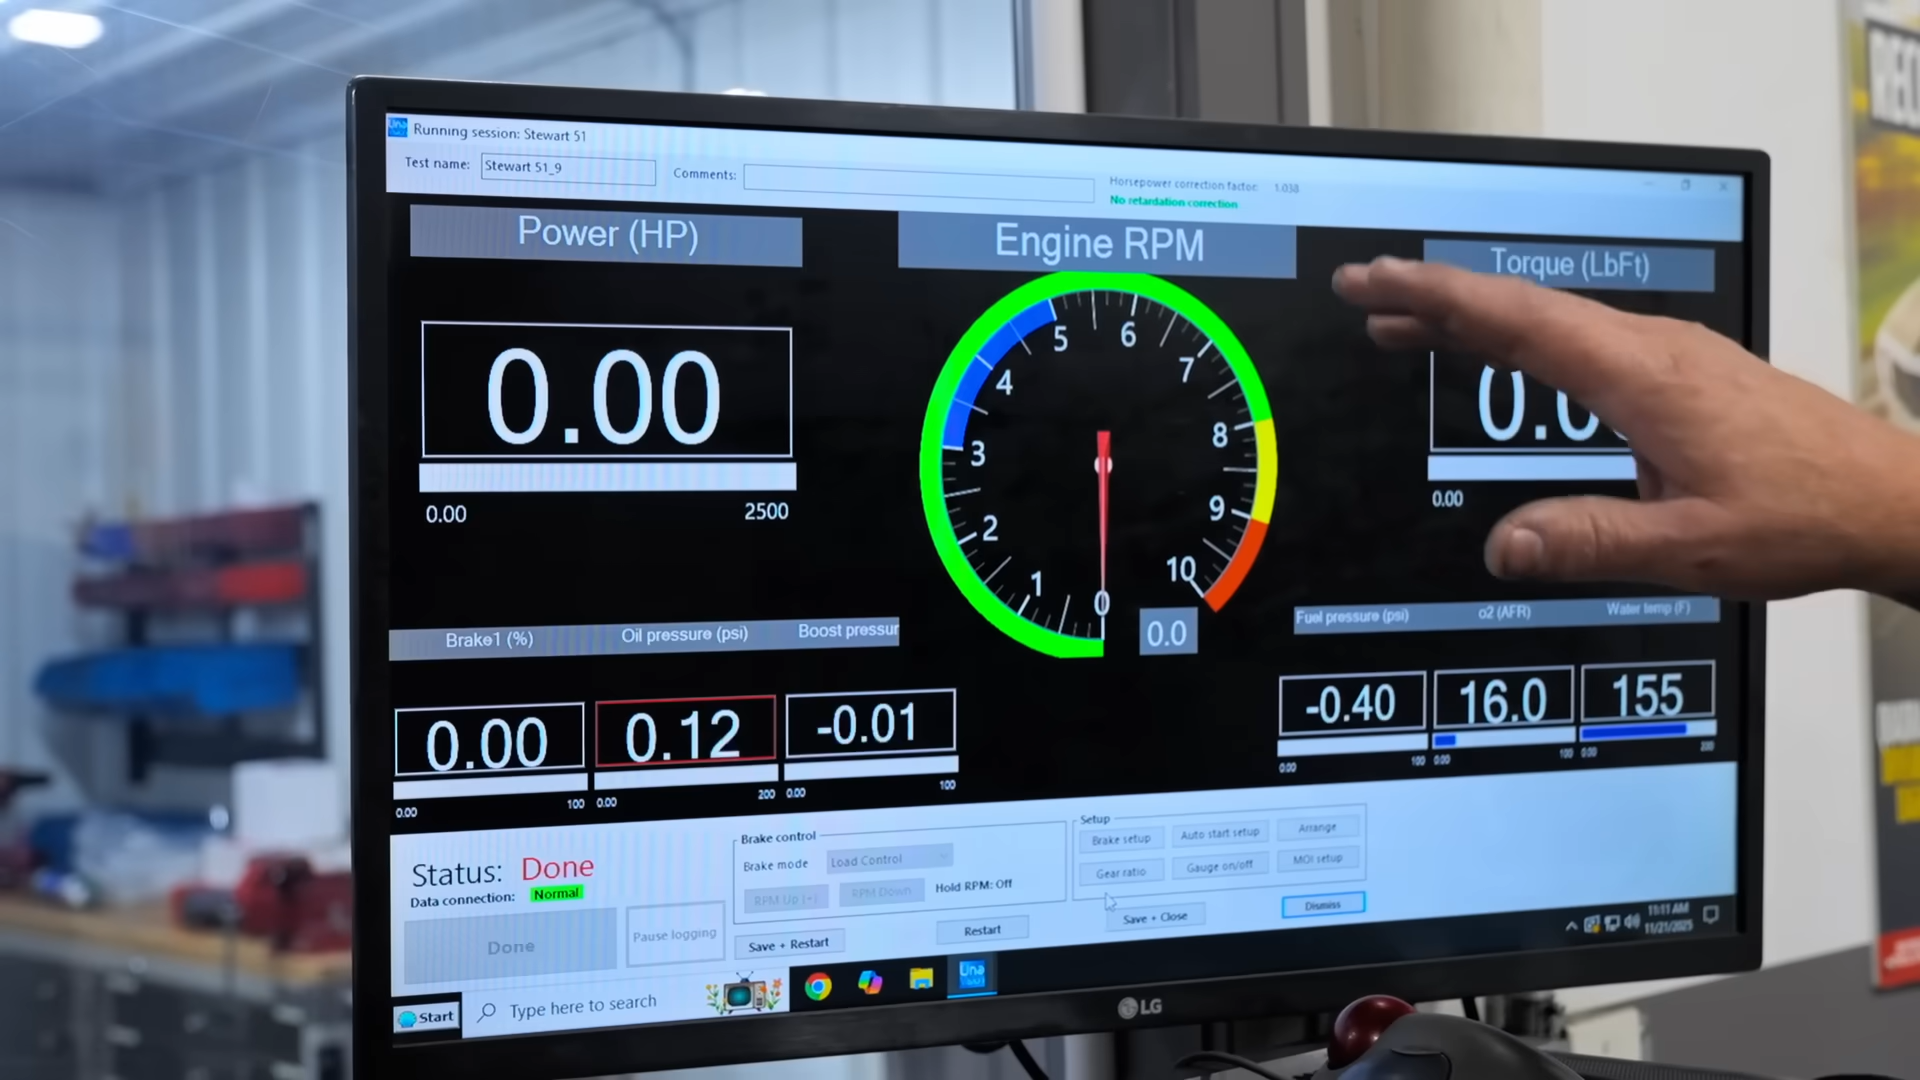 Running session: Stewart 51
Test name: Stewart 51_9 Comments:
Horsepower correction factor: 1.038
No retardation correction
Power (HP)
Engine RPM
Torque (LbFt)
0.00
0.00 2500
0 1 2 3 4 5 6 7 8 9 10
0.0
0.00
Brake1 (%) Oil pressure (psi) Boost pressur
0.00 0.12 -0.01
0.00 100 0.00 200 0.00 100
Fuel pressure (psi) o2 (AFR) Water temp (F)
-0.40 16.0 155
0.00 100 0.00 100 0.00
Status: Done
Data connection: Normal
Done
Pause logging
Brake control
Brake mode Load Control
RPM Up (+) RPM Down Hold RPM: Off
Save + Restart Restart
Setup
Brake setup Auto start setup Arrange
Gear ratio Gauge on/off MOI setup
Save + Close Dismiss
Start Type here to search
Una
11:11 AM
11/21/2025
LG